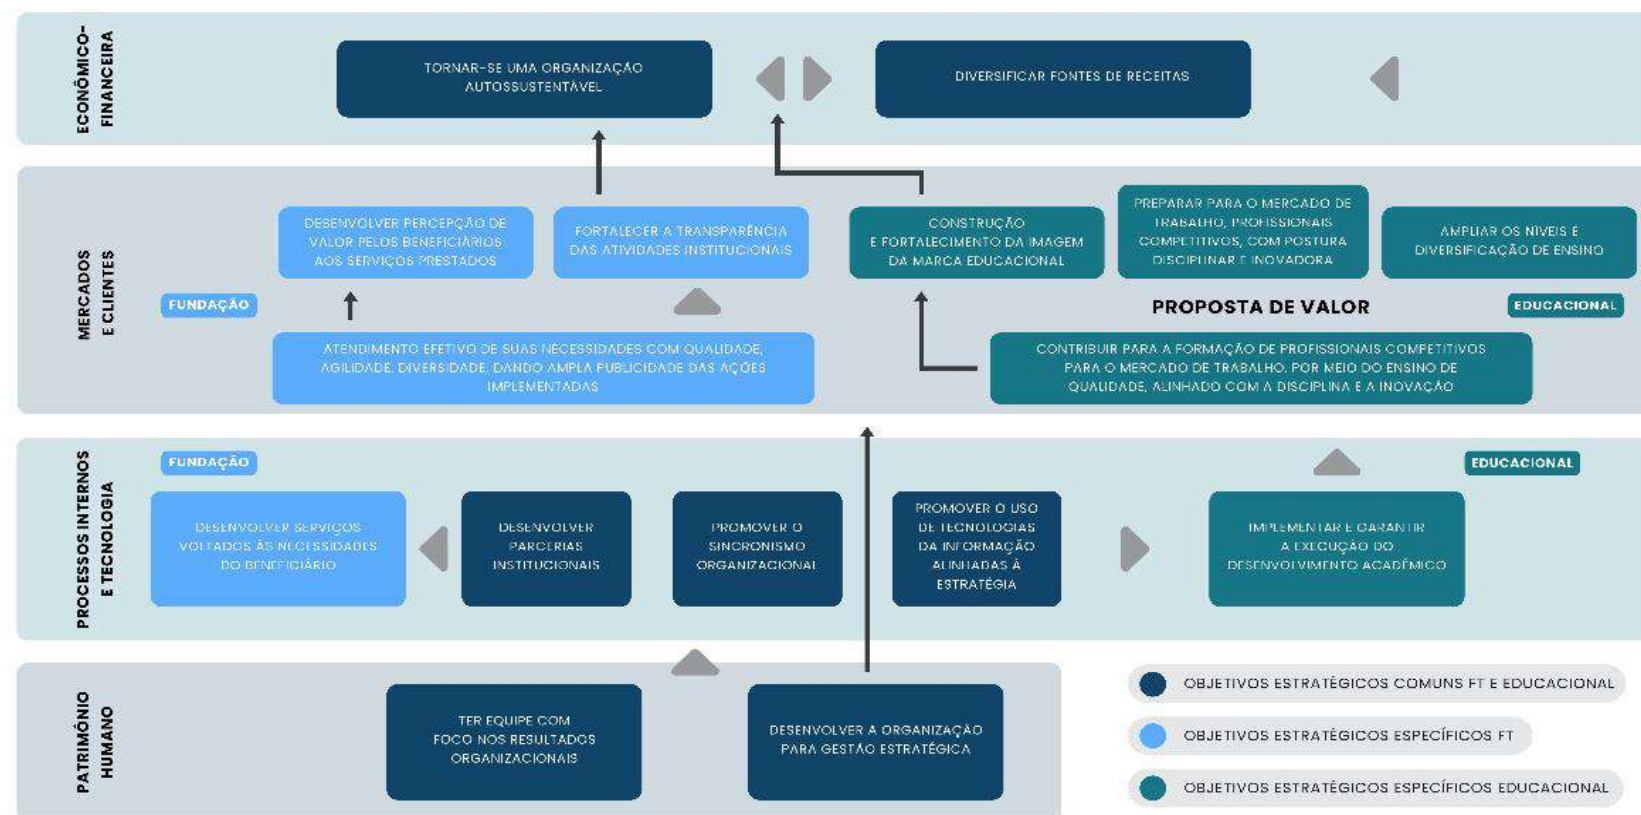 ECONÔMICO-
FINANCEIRA
TORNAR-SE UMA ORGANIZAÇÃO
AUTOSSUSTENTÁVEL
DIVERSIFICAR FONTES DE RECEITAS
MERCADOS
E CLIENTES
DESENVOLVER PERCEPÇÃO DE
VALOR PELOS BENEFICIÁRIOS
AOS SERVIÇOS PRESTADOS
FORTALECER A TRANSPARÊNCIA
DAS ATIVIDADES INSTITUCIONAIS
CONSTRUÇÃO
E FORTALECIMENTO DA IMAGEM
DA MARCA EDUCACIONAL
PREPARAR PARA O MERCADO DE
TRABALHO, PROFISSIONAIS
COMPETITIVOS, COM POSTURA
DISCIPLINAR E INOVADORA
AMPLIAR OS NÍVEIS E
DIVERSIFICAÇÃO DE ENSINO
FUNDAÇÃO
PROPOSTA DE VALOR
EDUCACIONAL
ATENDIMENTO EFETIVO DE SUAS NECESSIDADES COM QUALIDADE,
AGILIDADE, DIVERSIDADE, DANDO AMPLA PUBLICIDADE DAS AÇÕES
IMPLEMENTADAS
CONTRIBUIR PARA A FORMAÇÃO DE PROFISSIONAIS COMPETITIVOS
PARA O MERCADO DE TRABALHO, POR MEIO DO ENSINO DE
QUALIDADE, ALINHADO COM A DISCIPLINA E A INOVAÇÃO
PROCESSOS INTERNOS
E TECNOLOGIA
FUNDAÇÃO
EDUCACIONAL
DESENVOLVER SERVIÇOS
VOLTADOS ÀS NECESSIDADES
DO BENEFICIÁRIO
DESENVOLVER
PARCERIAS
INSTITUCIONAIS
PROMOVER O
SINCRONISMO
ORGANIZACIONAL
PROMOVER O USO
DE TECNOLOGIAS
DA INFORMAÇÃO
ALINHADAS À
ESTRATÉGIA
IMPLEMENTAR E GARANTIR
A EXECUÇÃO DO
DESENVOLVIMENTO ACADÊMICO
PATRIMÔNIO
HUMANO
TER EQUIPE COM
FOCO NOS RESULTADOS
ORGANIZACIONAIS
DESENVOLVER A ORGANIZAÇÃO
PARA GESTÃO ESTRATÉGICA
OBJETIVOS ESTRATÉGICOS COMUNS FT E EDUCACIONAL
OBJETIVOS ESTRATÉGICOS ESPECÍFICOS FT
OBJETIVOS ESTRATÉGICOS ESPECÍFICOS EDUCACIONAL